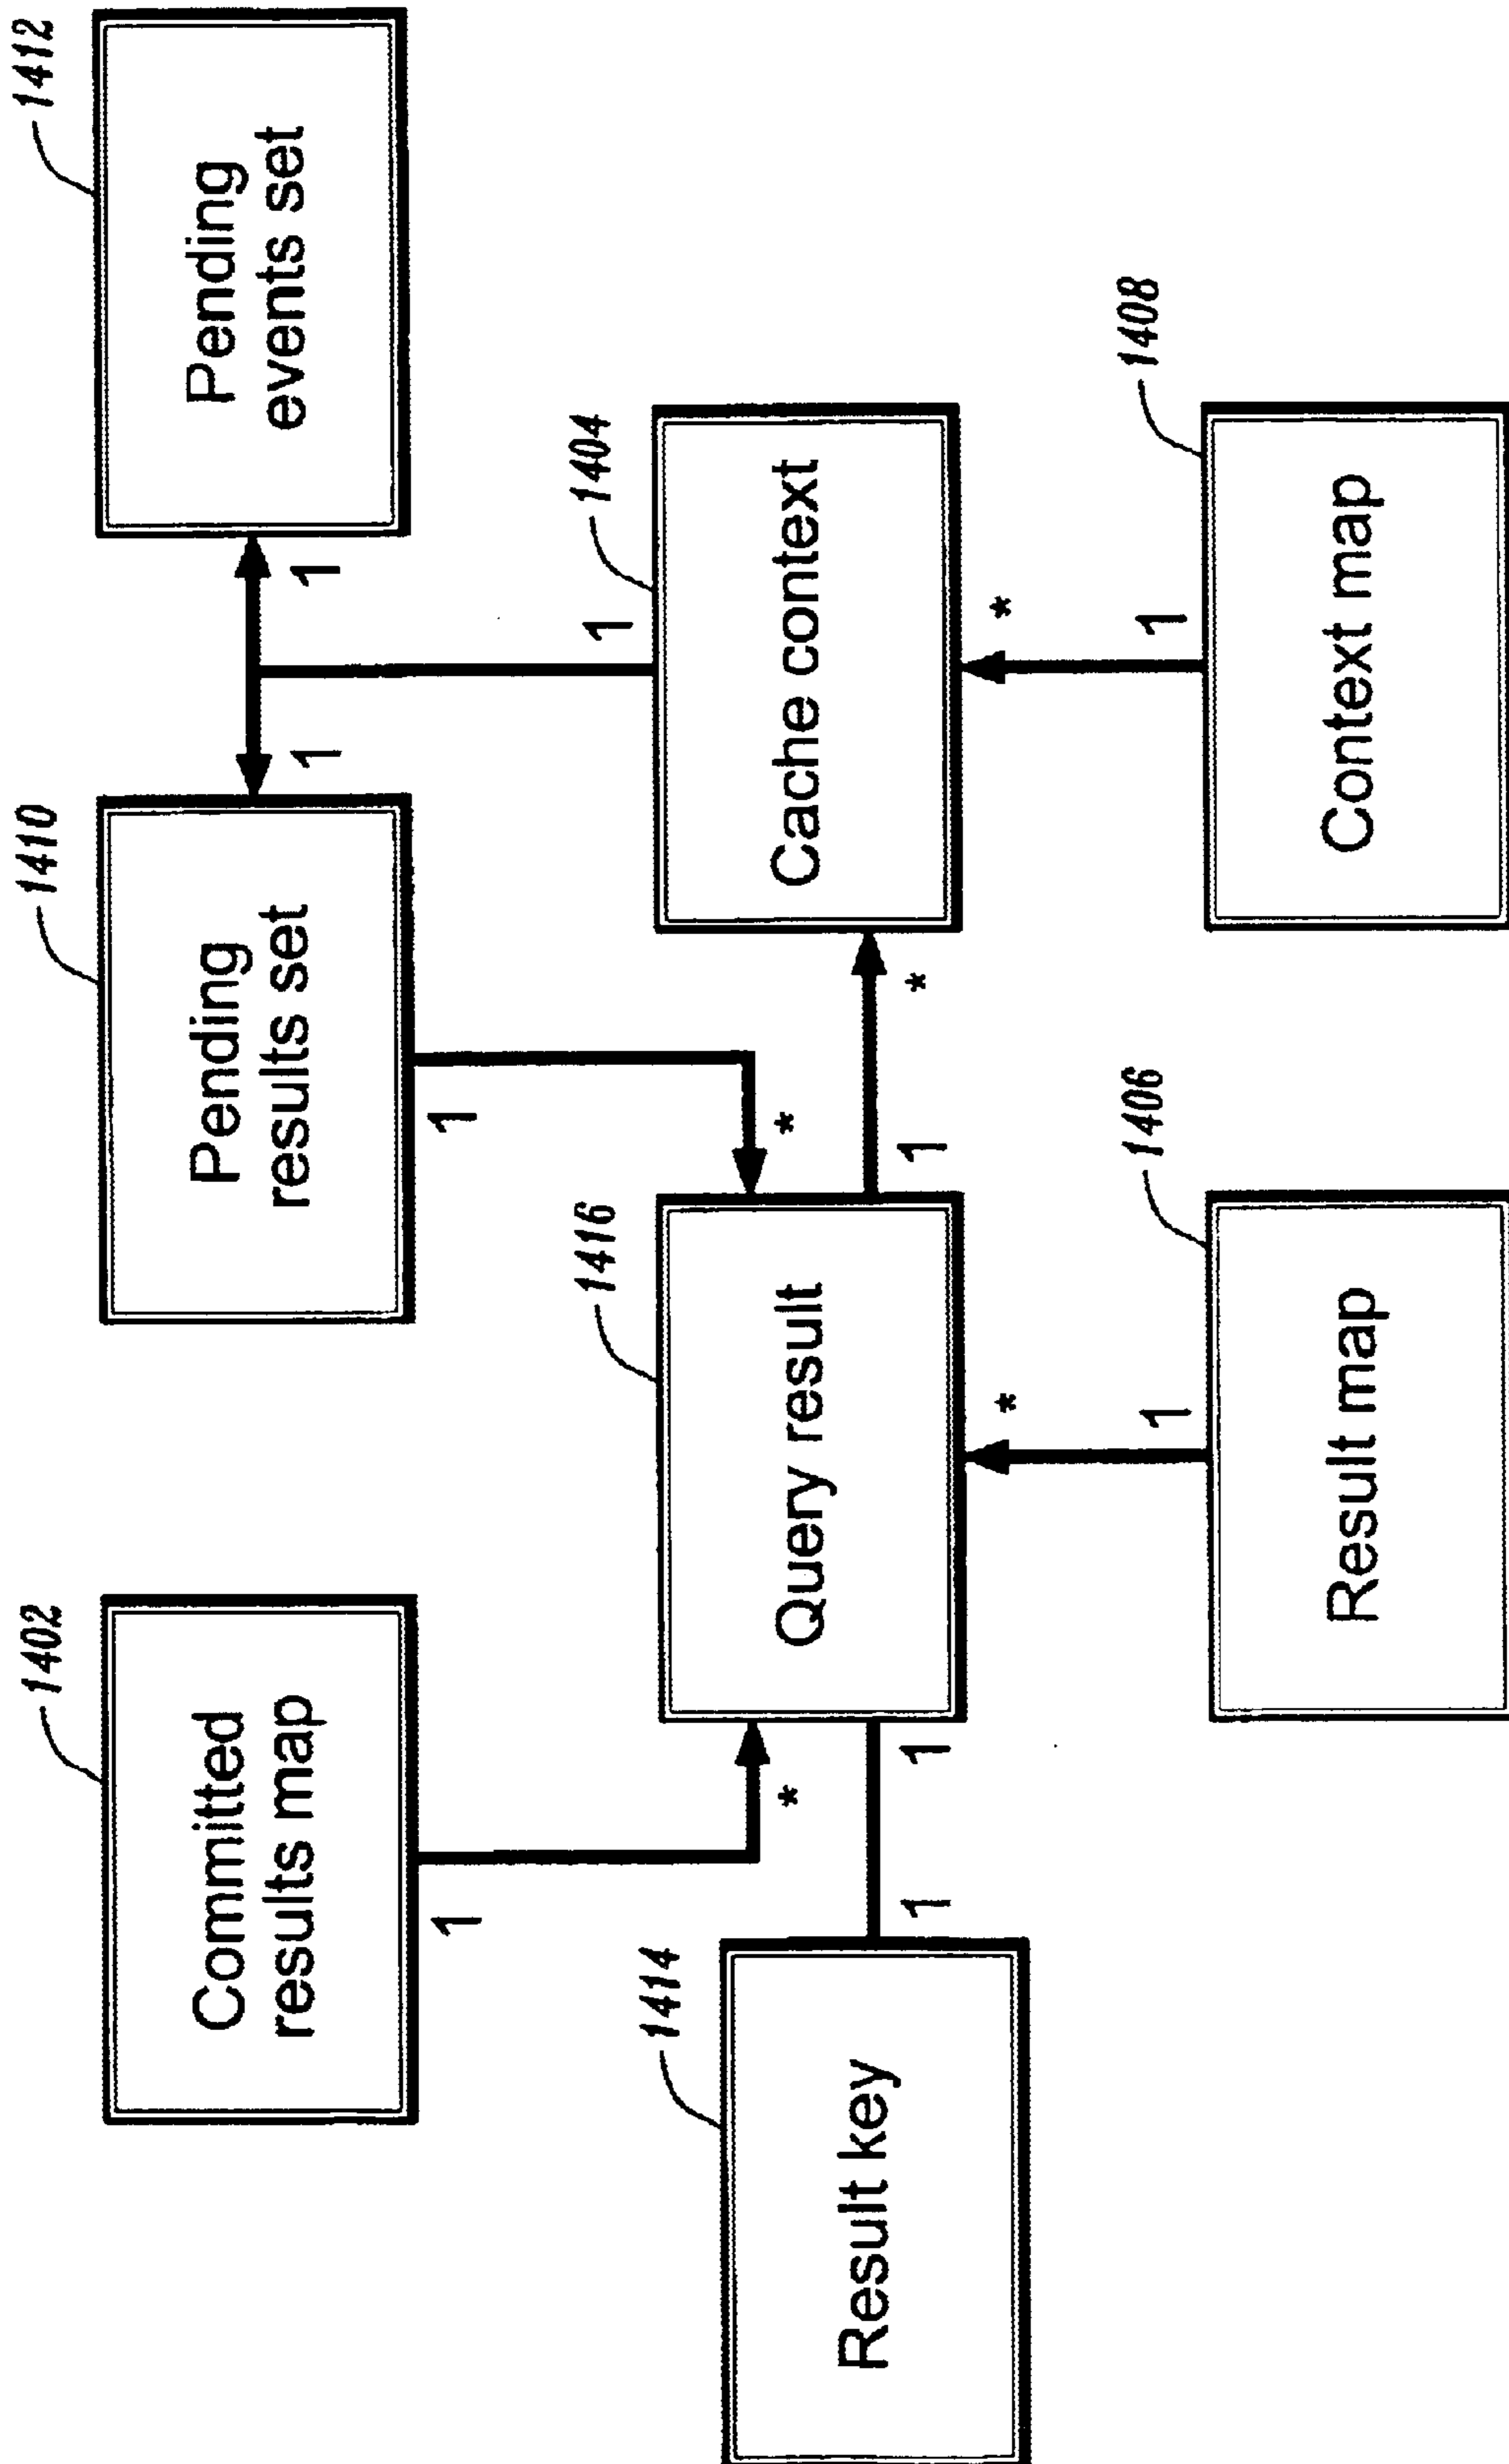 1402
Committed
results map
1410
Pending
results set
1412
Pending
events set
1
1
1
1
*
*
1
1414
Result key
1
1
1416
Query result
1
*
1404
Cache context
*
*
1
1
1406
Result map
1408
Context map